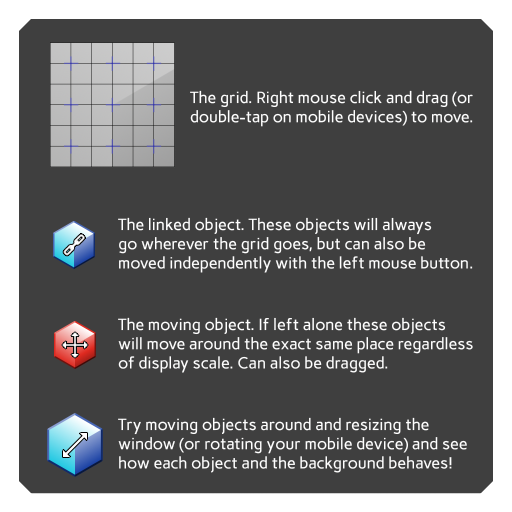 The grid. Right mouse click and drag (or
double-tap on mobile devices) to move.
The linked object. These objects will always
go wherever the grid goes, but can also be
moved independently with the left mouse button.
The moving object. If left alone these objects
will move around the exact same place regardless
of display scale. Can also be dragged.
Try moving objects around and resizing the
window (or rotating your mobile device) and see
how each object and the background behaves!